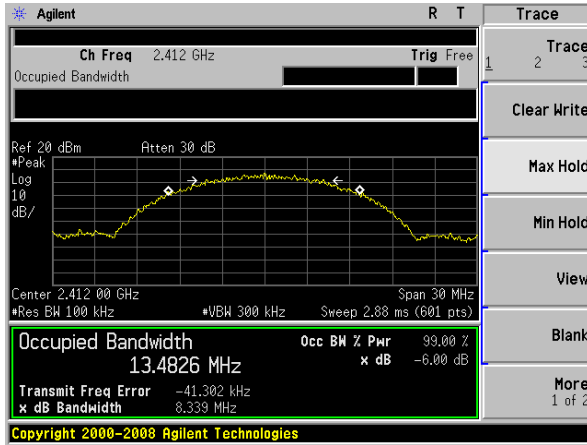 Agilent R T Trace
Ch Freq 2.412 GHz Trig Free
Occupied Bandwidth
Trace
1 2 3
Clear Write
Max Hold
Min Hold
View
Blank
More
1 of 2
Ref 20 dBm Atten 30 dB
#Peak
Log
10
dB/
Center 2.412 00 GHz Span 30 MHz
#Res BW 100 kHz #VBW 300 kHz Sweep 2.88 ms (601 pts)
Occupied Bandwidth Occ BW % Pwr 99.00 %
13.4826 MHz x dB -6.00 dB
Transmit Freq Error -41.302 kHz
x dB Bandwidth 8.339 MHz
Copyright 2000-2008 Agilent Technologies